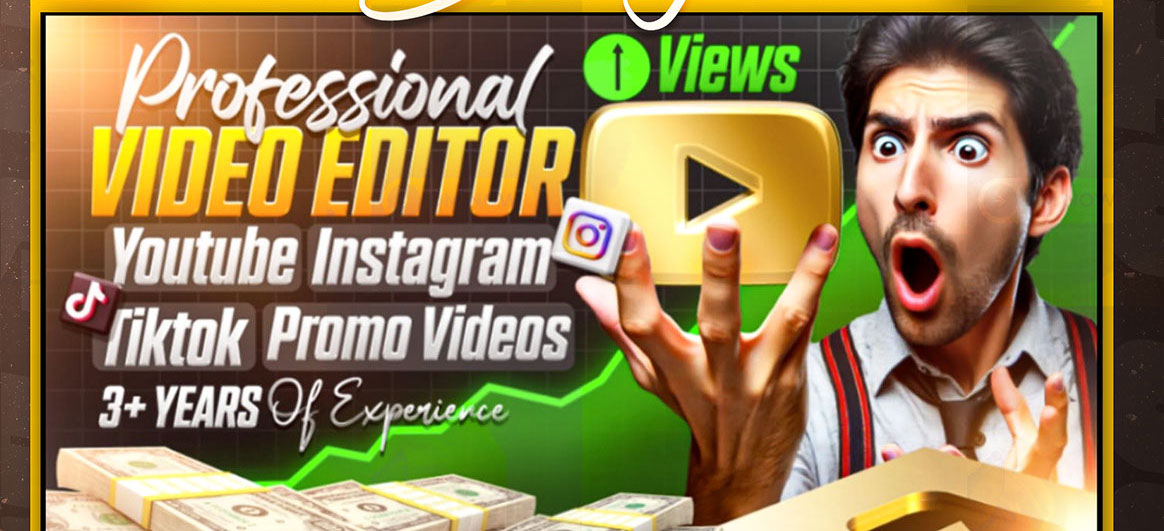 Professional
Views
VIDEO EDITOR
Youtube Instagram
Tiktok Promo Videos
3+ YEARS Of Experience